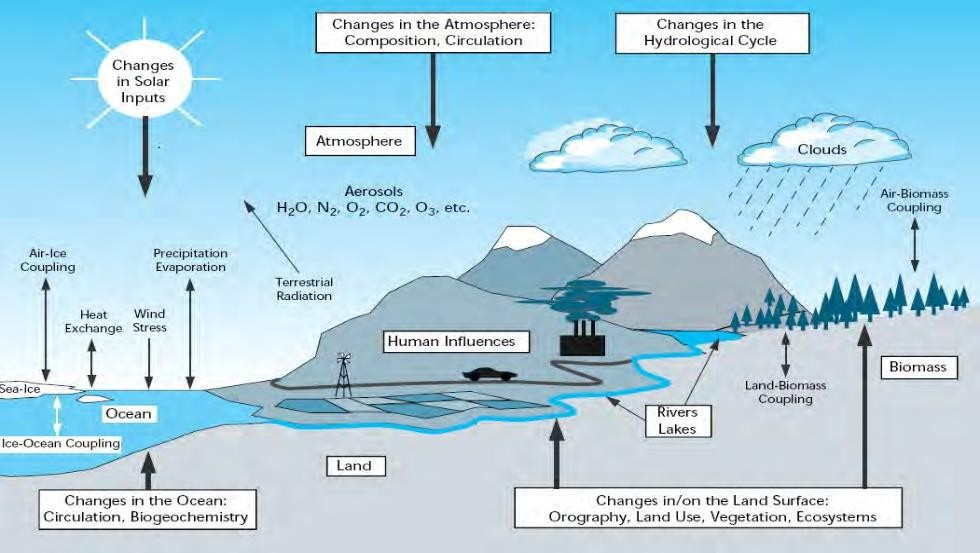 Changes in the Atmosphere:
Composition, Circulation
Changes in the
Hydrological Cycle
Changes
in Solar
Inputs
Atmosphere
Clouds
Aerosols
H₂O, N₂, O₂, CO₂, O₃, etc.
Air-Biomass
Coupling
Air-Ice
Coupling
Precipitation
Evaporation
Terrestrial
Radiation
Heat
Exchange
Wind
Stress
Human Influences
Biomass
Sea-Ice
Ocean
Land-Biomass
Coupling
Rivers
Lakes
Ice-Ocean Coupling
Land
Changes in the Ocean:
Circulation, Biogeochemistry
Changes in/on the Land Surface:
Orography, Land Use, Vegetation, Ecosystems